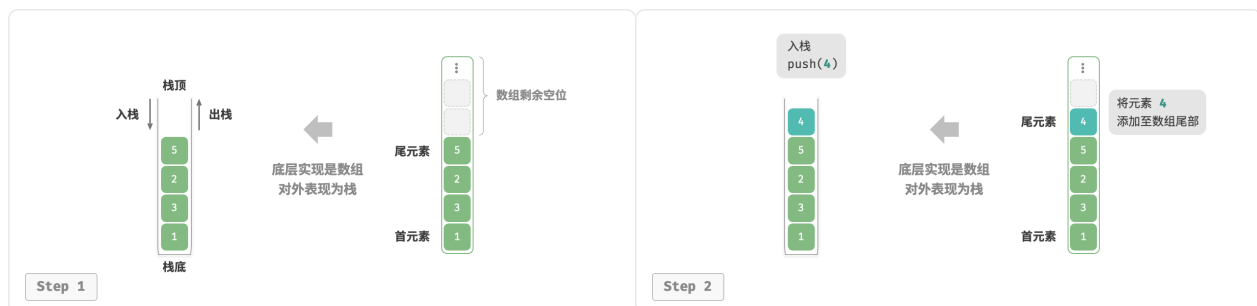 栈顶
入栈
出栈
5
2
3
1
栈底
底层实现是数组
对外表现为栈
⋮
数组剩余空位
尾元素
5
2
3
首元素
1
Step 1
入栈
push(4)
4
5
2
3
1
底层实现是数组
对外表现为栈
⋮
将元素 4
添加至数组尾部
尾元素
4
5
2
3
首元素
1
Step 2